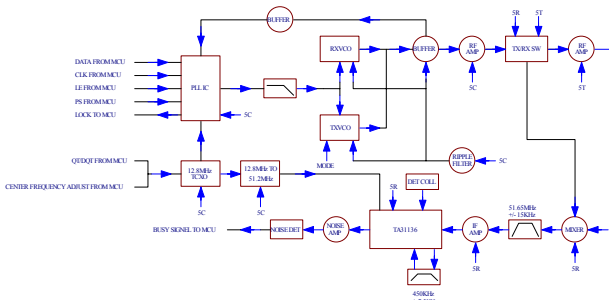 BUFFER
5R
5T
DATA FROM MCU
CLK FROM MCU
LE FROM MCU
PS FROM MCU
LOCK TO MCU
PLL IC
5C
RXVCO
TXVCO
MODE
BUFFER
RF
AMP
5C
TX/RX SW
RF
AMP
5T
RIPPLE
FILTER
5C
QT/DQT FROM MCU
CENTER FREQUENCY ADJUST FROM MCU
12.8MHz
TCXO
5C
12.8MHz TO
51.2MHz
5C
5R
DET COLL
TA31136
BUSY SIGNEL TO MCU
NOISE DET
NOISE
AMP
IF
AMP
5R
51.65MHz
+/- 15KHz
MIXER
5R
450KHz